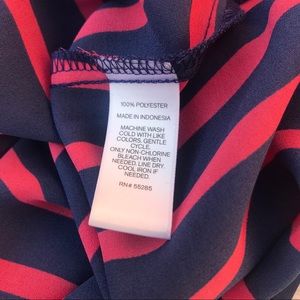 100% POLYESTER
MADE IN INDONESIA
MACHINE WASH
COLD WITH LIKE
COLORS, GENTLE
CYCLE.
ONLY NON-CHLORINE
BLEACH WHEN
NEEDED. LINE DRY.
COOL IRON IF
NEEDED.
RN# 55285